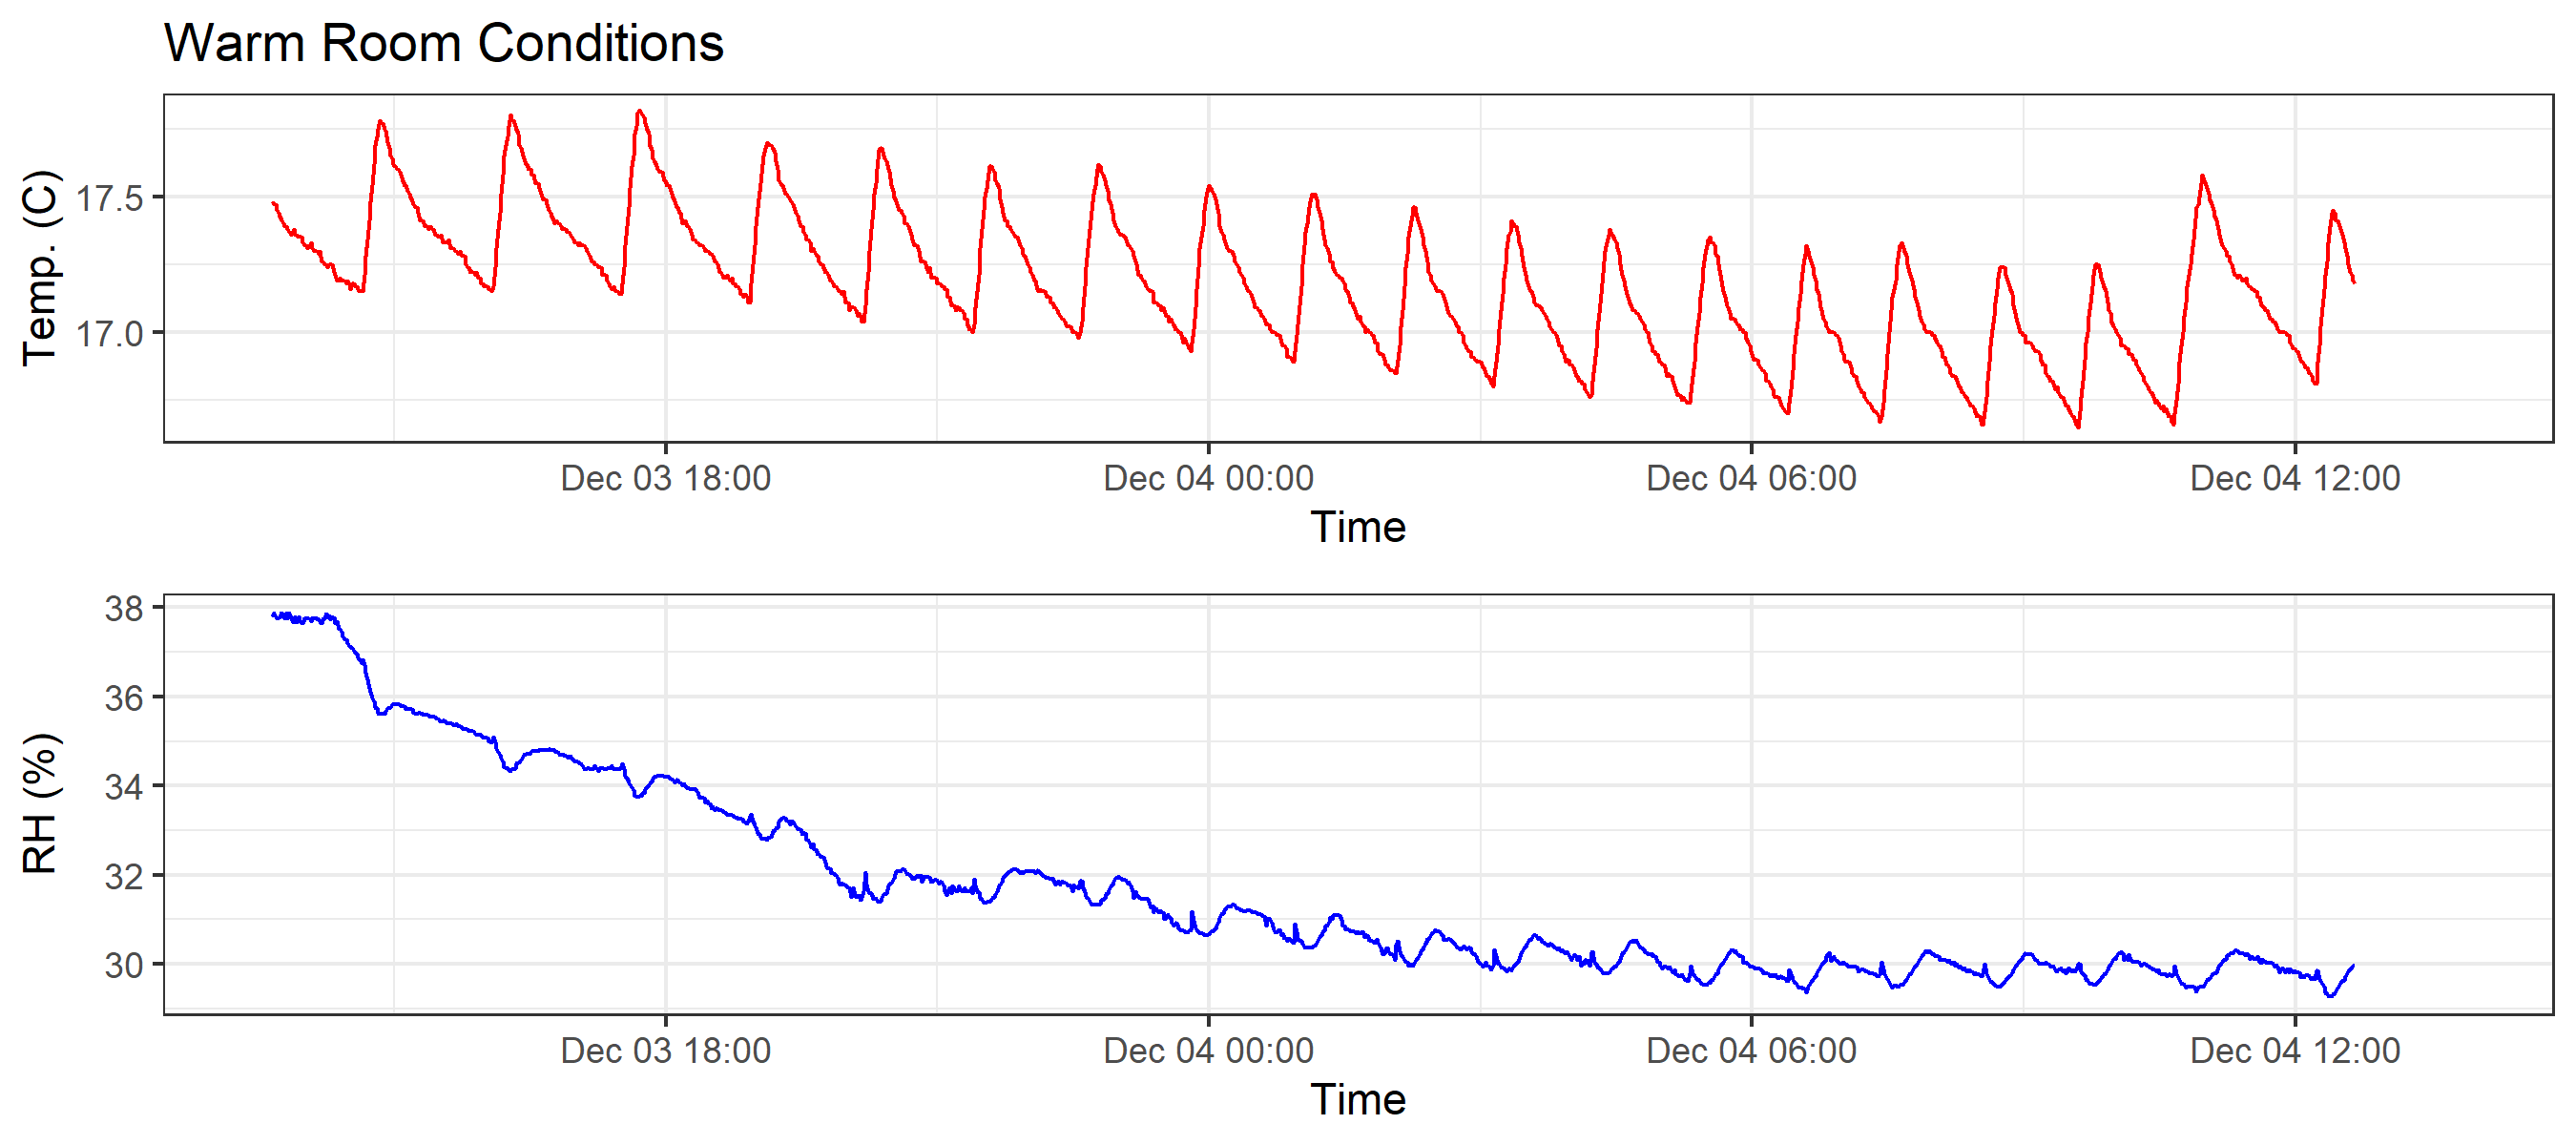 Warm Room Conditions
Temp. (C)
17.5
17.0
Dec 03 18:00 Dec 04 00:00 Dec 04 06:00 Dec 04 12:00
Time
RH (%)
38
36
34
32
30
Dec 03 18:00 Dec 04 00:00 Dec 04 06:00 Dec 04 12:00
Time